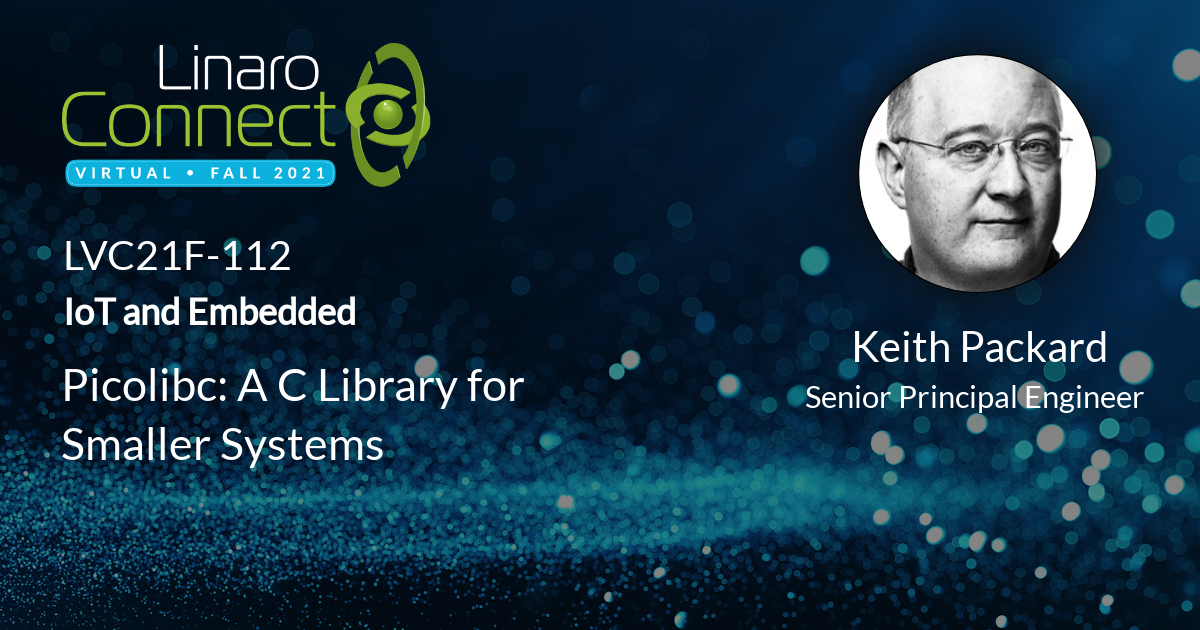 Linaro
Connect
VIRTUAL • FALL 2021
LVC21F-112
IoT and Embedded
Picolibc: A C Library for
Smaller Systems
Keith Packard
Senior Principal Engineer